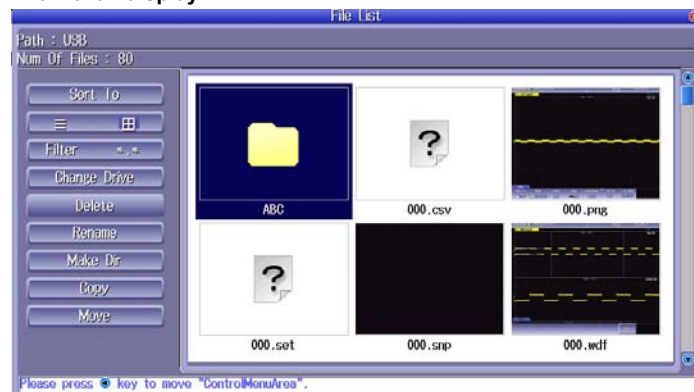 File List
Path : USB
Num Of Files : 80
Sort To
Filter *.*
Change Drive
Delete
Rename
Make Dir
Copy
Move
ABC
000.csv
000.png
000.set
000.snp
000.wdf
Please press key to move "ControlMenuArea".